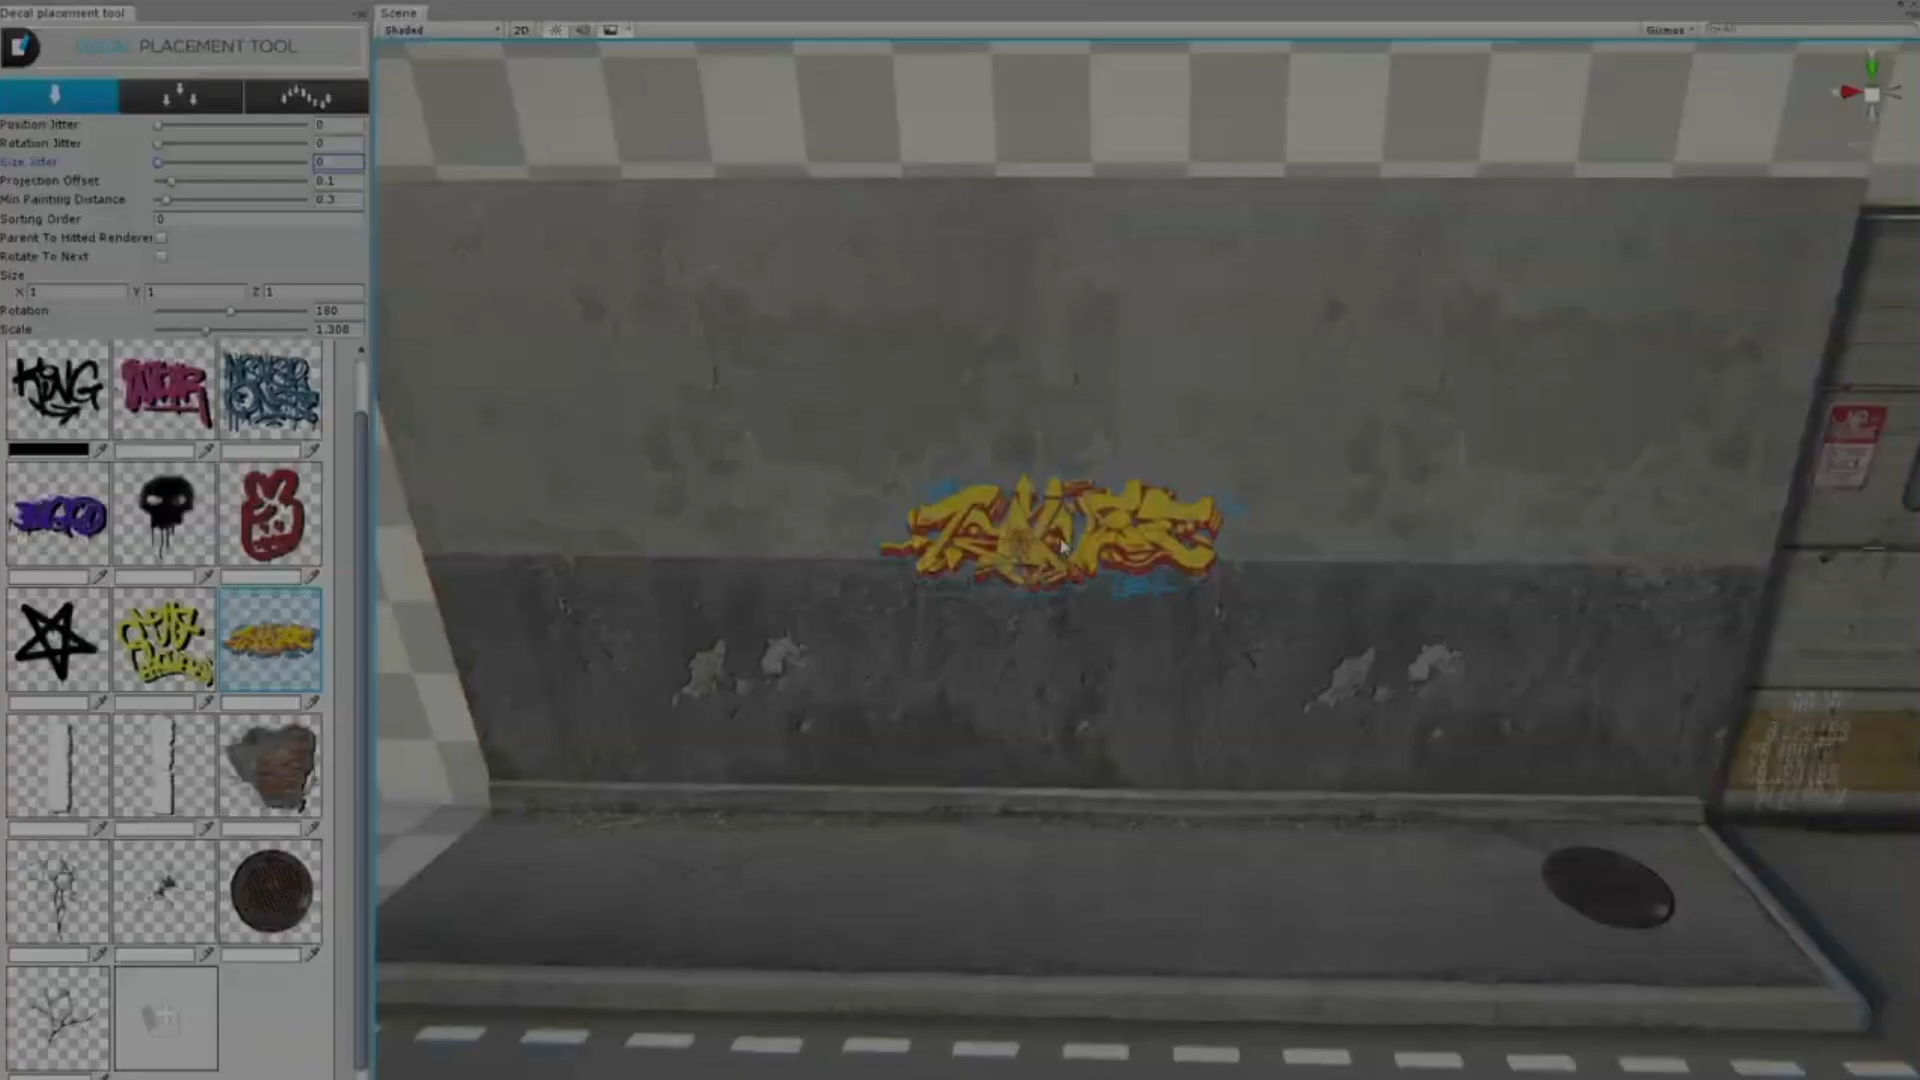 Decal placement tool
DECAL PLACEMENT TOOL
Position Jitter 0
Rotation Jitter 0
Size Jitter 0
Projection Offset 0.1
Min Painting Distance 0.3
Sorting Order 0
Parent To Hitted Renderer
Rotate To Next
Size
X 1 Y 1 Z 1
Rotation 180
Scale 1.308
KING
WAR
Scene
Shaded 2D Gizmos